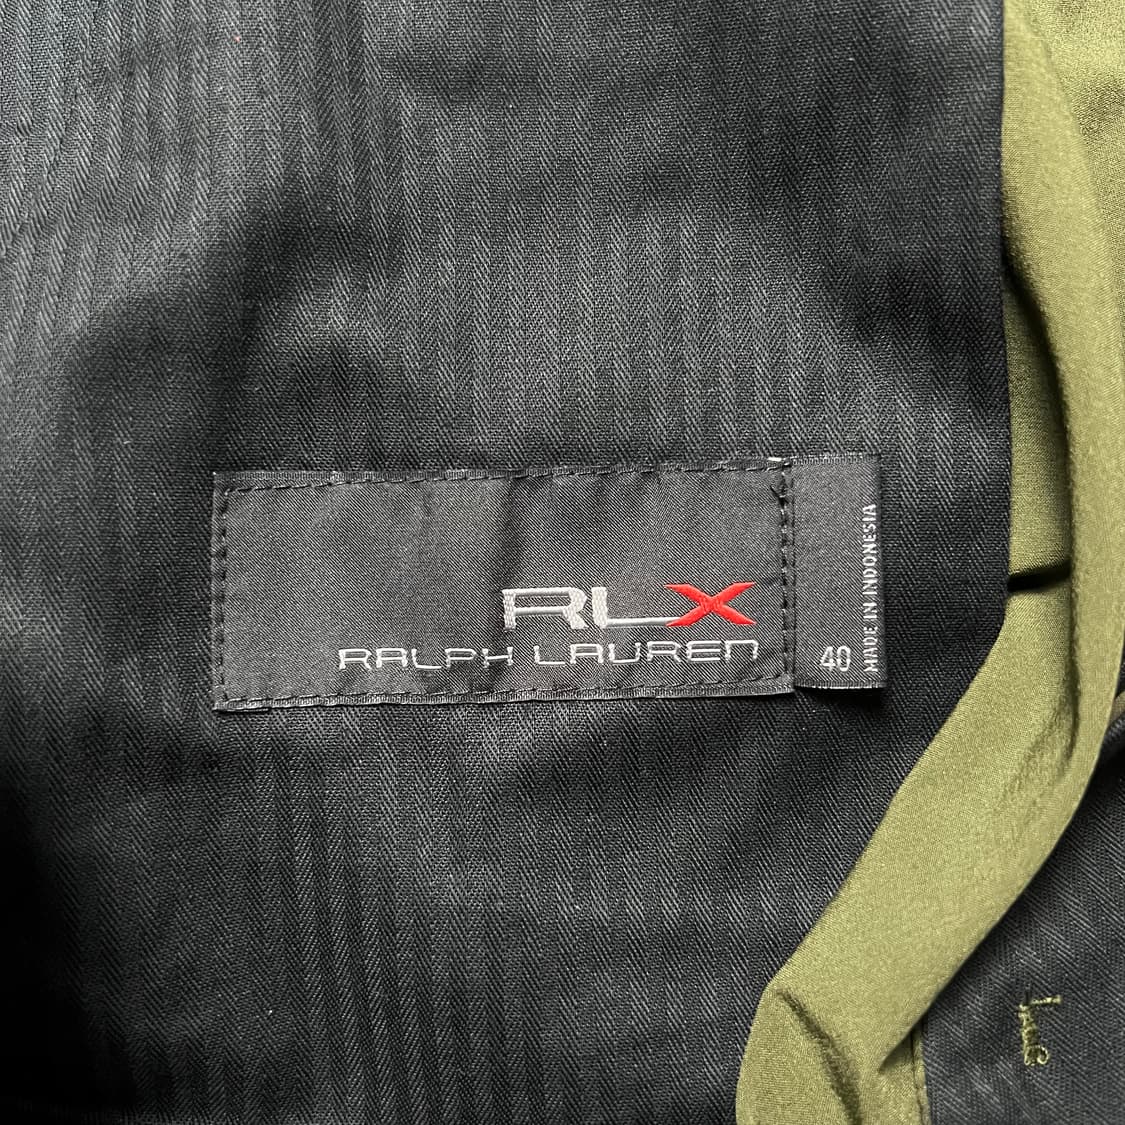 RLX
RALPH LAUREN
40
MADE IN INDONESIA